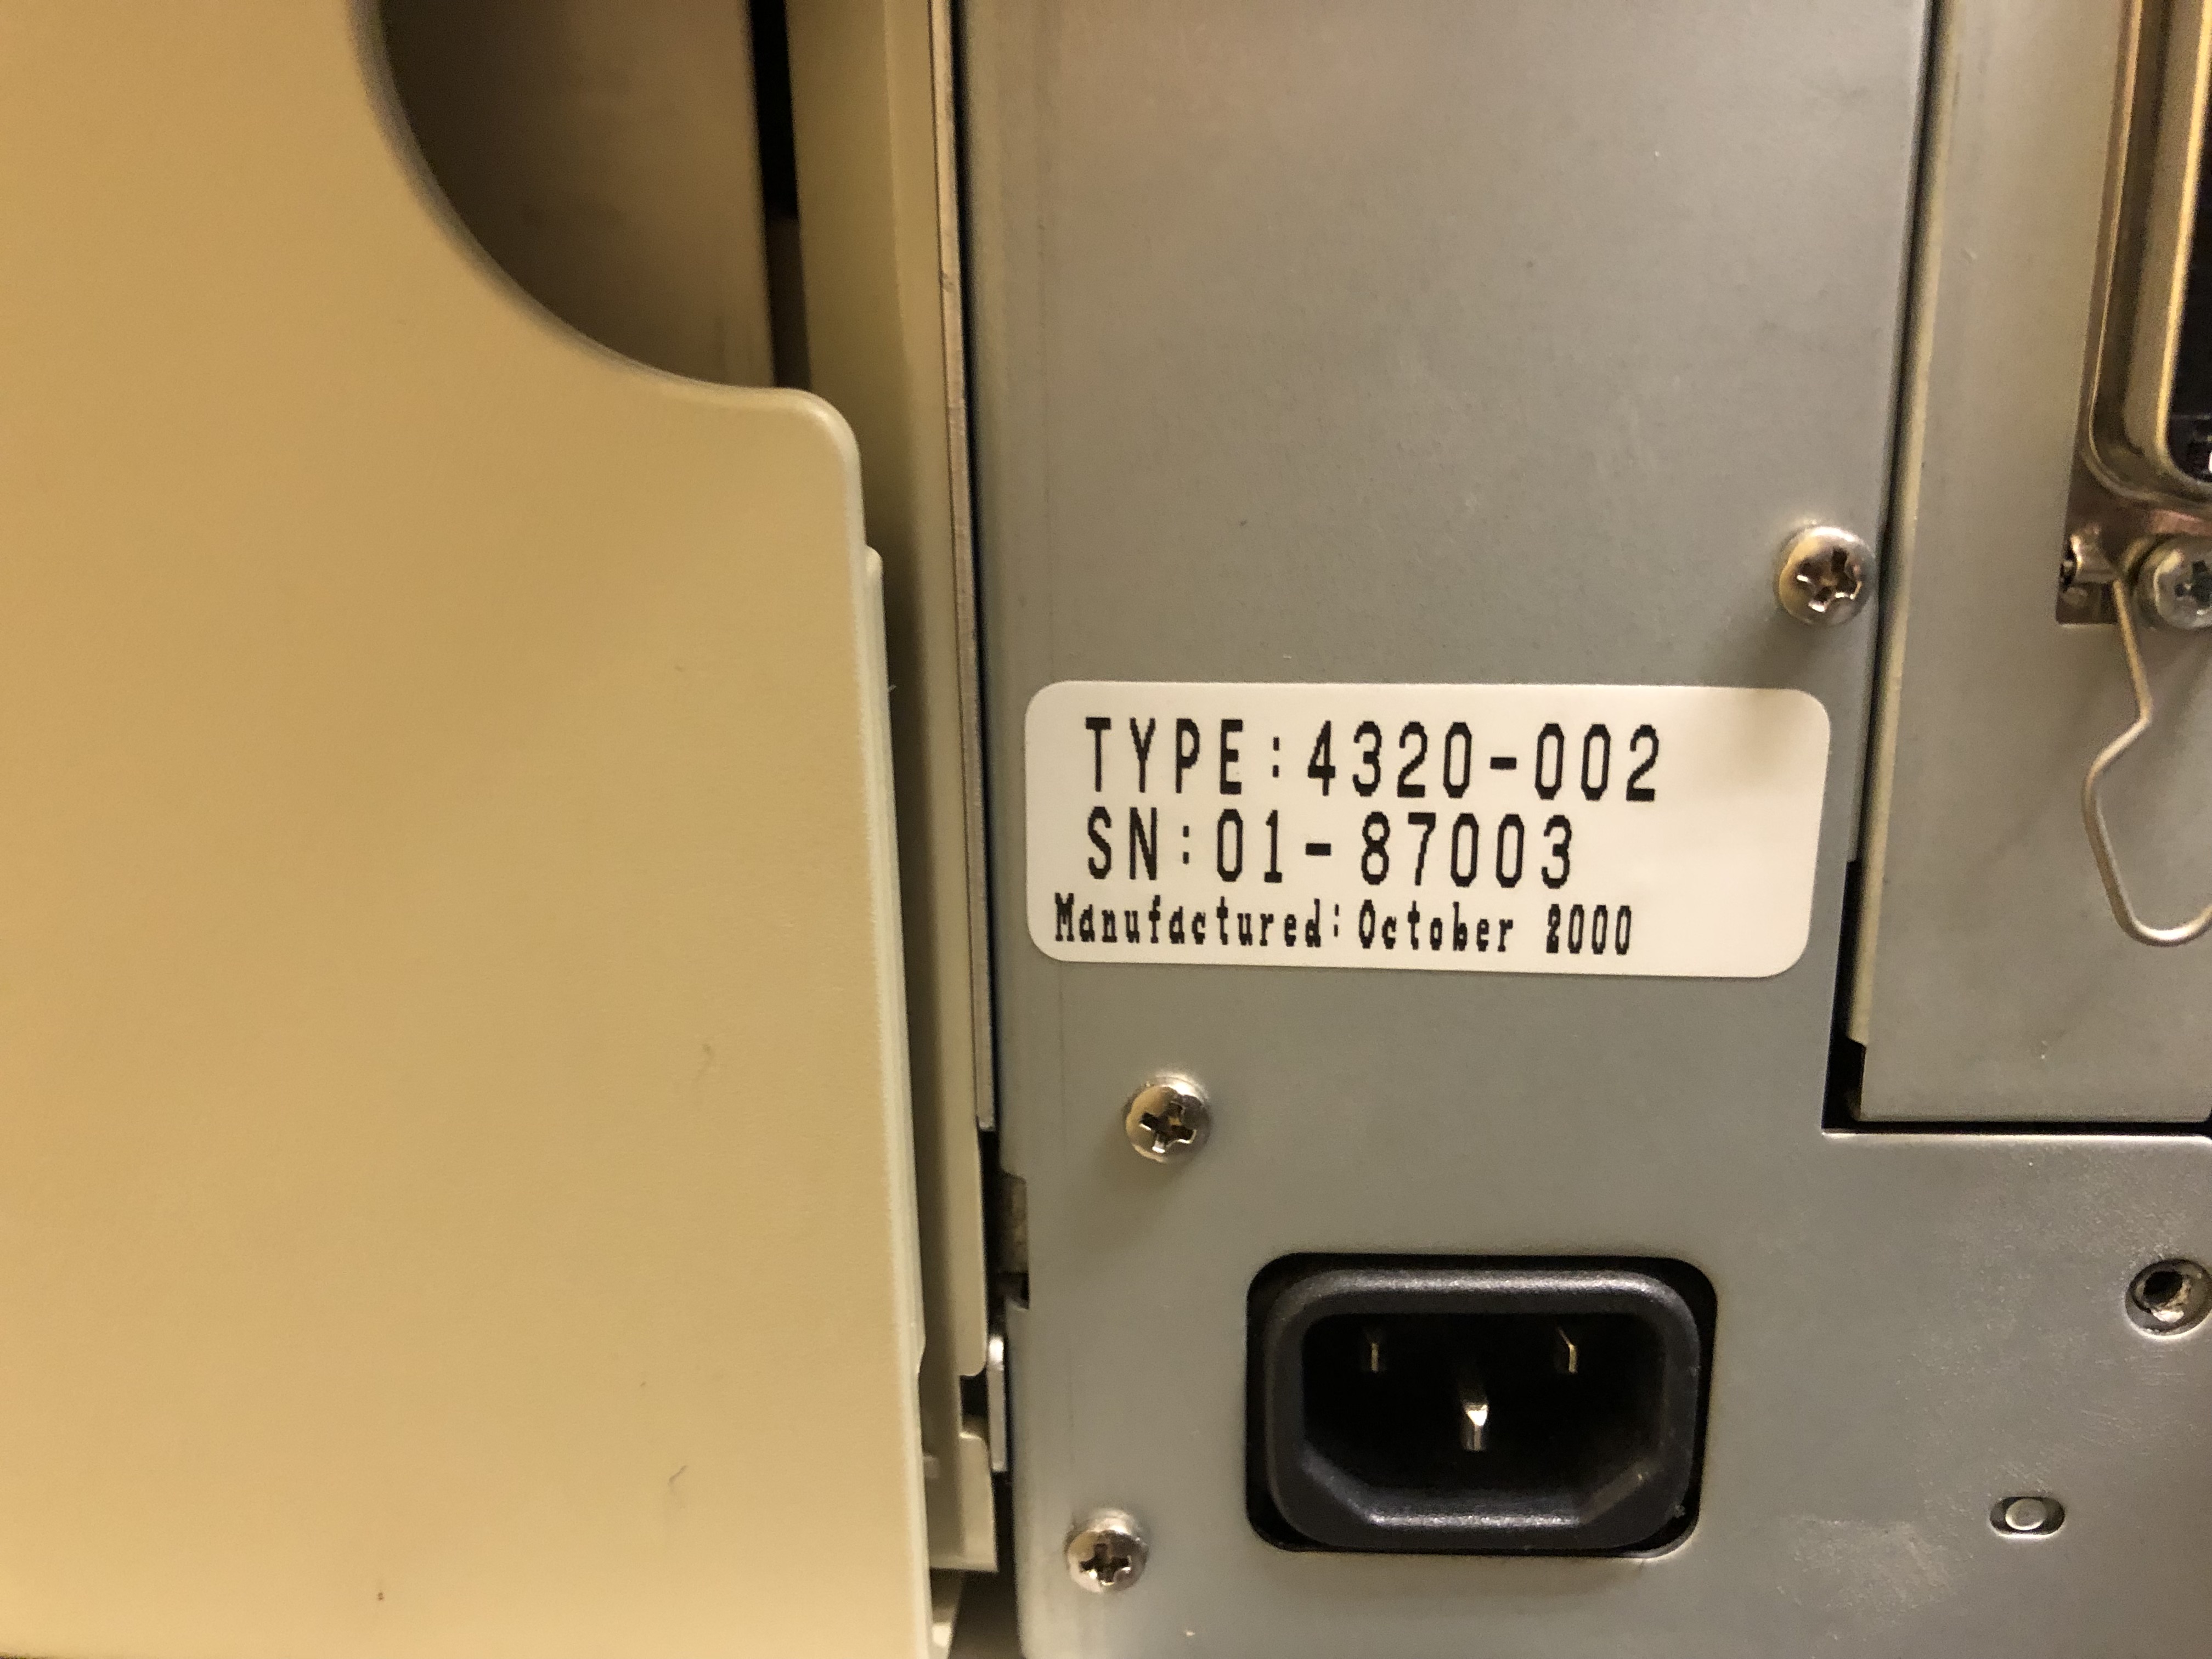 TYPE:4320-002
SN:01-87003
Manufactured:October 2000